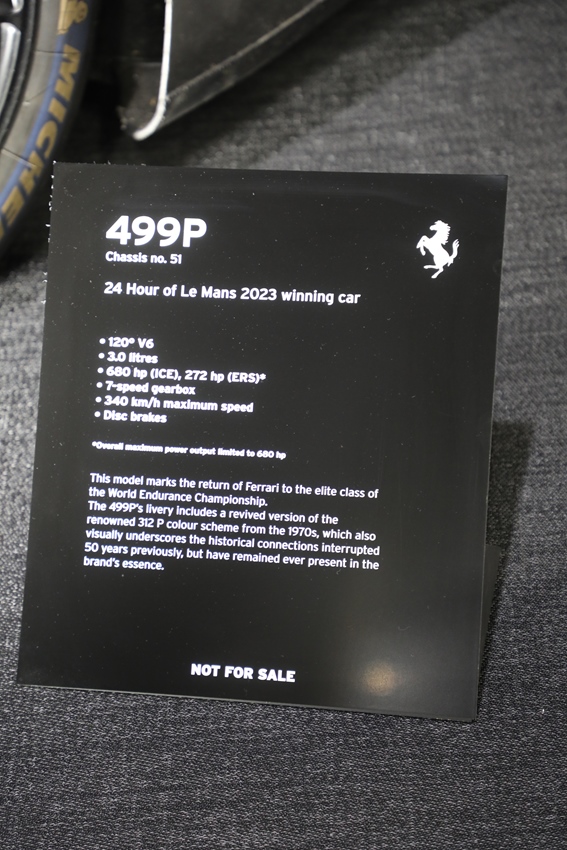 MICHE
499P
Chassis no. 51
24 Hour of Le Mans 2023 winning car
• 120° V6
• 3.0 litres
• 680 hp (ICE), 272 hp (ERS)*
• 7-speed gearbox
• 340 km/h maximum speed
• Disc brakes
*Overall maximum power output limited to 680 hp
This model marks the return of Ferrari to the elite class of
the World Endurance Championship.
The 499P's livery includes a revived version of the
renowned 312 P colour scheme from the 1970s, which also
visually underscores the historical connections interrupted
50 years previously, but have remained ever present in the
brand's essence.
NOT FOR SALE